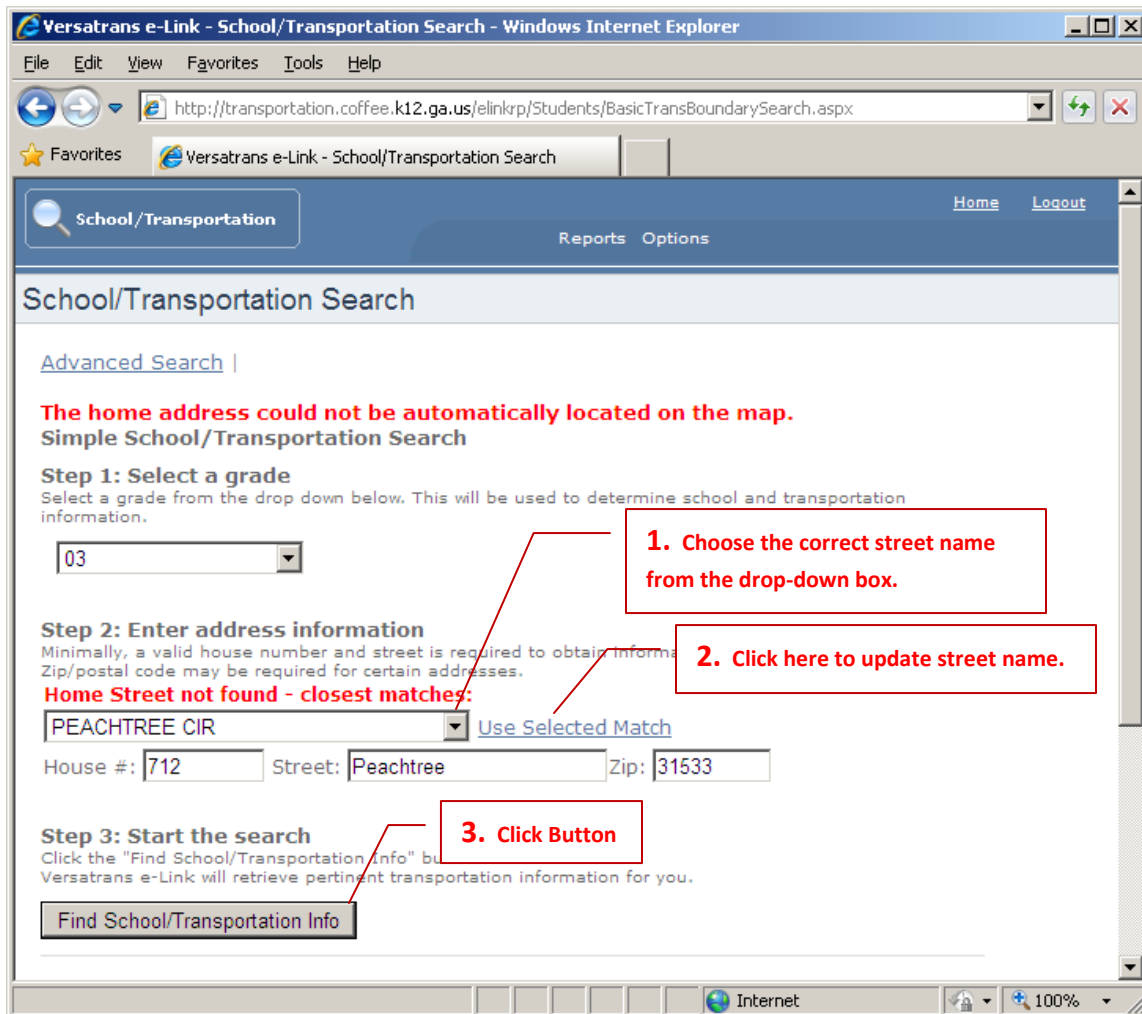 Versatrans e-Link - School/Transportation Search - Windows Internet Explorer
File Edit View Favorites Tools Help
http://transportation.coffee.k12.ga.us/elinkrp/Students/BasicTransBoundarySearch.aspx
Favorites Versatrans e-Link - School/Transportation Search
School/Transportation
Home Logout
Reports Options
School/Transportation Search
Advanced Search |
The home address could not be automatically located on the map.
Simple School/Transportation Search
Step 1: Select a grade
Select a grade from the drop down below. This will be used to determine school and transportation
information.
03
1. Choose the correct street name
from the drop-down box.
Step 2: Enter address information
Minimally, a valid house number and street is required to obtain
Zip/postal code may be required for certain addresses.
2. Click here to update street name.
Home Street not found - closest matches:
PEACHTREE CIR Use Selected Match
House #: 712 Street: Peachtree Zip: 31533
3. Click Button
Step 3: Start the search
Click the "Find School/Transportation Info"
Versatrans e-Link will retrieve pertinent transportation information for you.
Find School/Transportation Info
Internet 100%